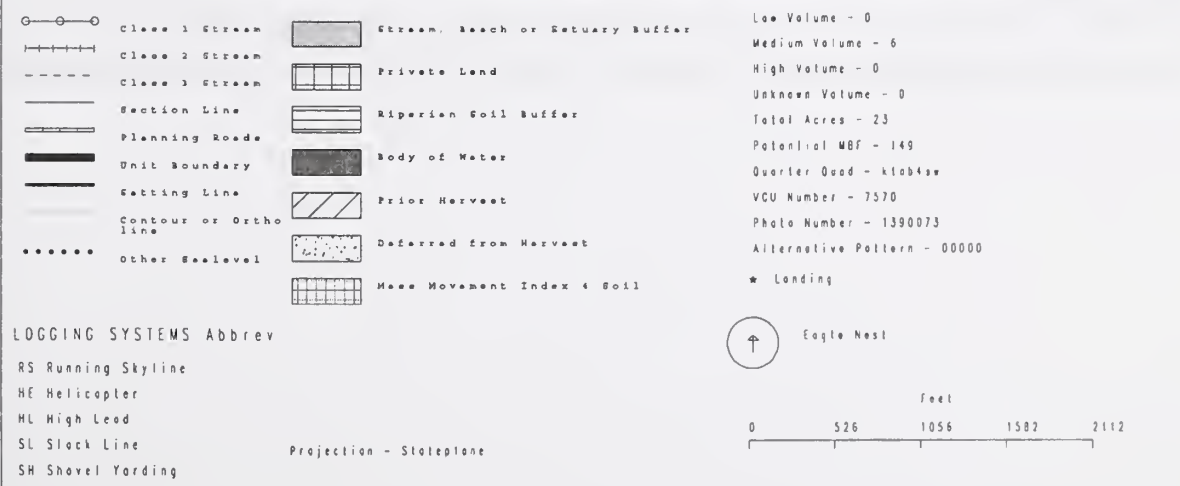 Class 1 Stream
Class 2 Stream
Class 3 Stream
Section Line
Planning Roads
Unit Boundary
Setting Line
Contour or Ortho
line
Other Sealevel
Stream, Beach or Estuary Buffer
Private Land
Riparian Soil Buffer
Body of Water
Prior Harvest
Deferred from Harvest
Mass Movement Index 4 Soil
Low Volume - 0
Medium Volume - 6
High Volume - 0
Unknown Volume - 0
Total Acres - 23
Potential MBF - 149
Quarter Quad - ktnb4sw
VCU Number - 7570
Photo Number - 1390073
Alternative Pattern - 00000
★ Landing
Eagle Nest
LOGGING SYSTEMS Abbrev
RS Running Skyline
HE Helicopter
HL High Lead
SL Slack Line
SH Shovel Yarding
Projection - Stateplane
Feet
0 526 1056 1582 2112